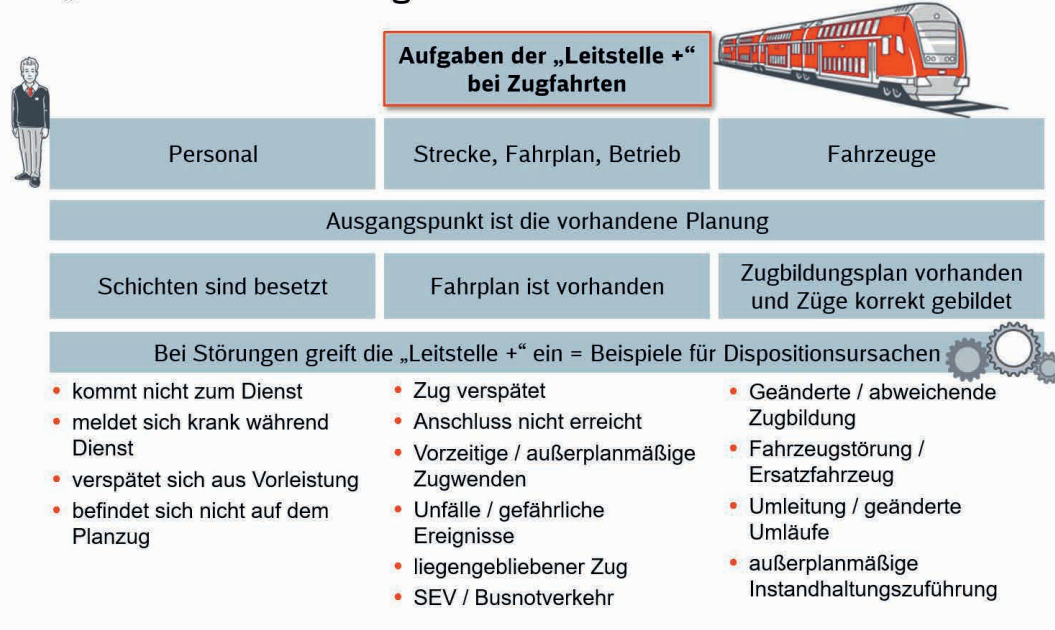 Aufgaben der „Leitstelle +“
bei Zugfahrten
Personal
Strecke, Fahrplan, Betrieb
Fahrzeuge
Ausgangspunkt ist die vorhandene Planung
Schichten sind besetzt
Fahrplan ist vorhanden
Zugbildungsplan vorhanden
und Züge korrekt gebildet
Bei Störungen greift die „Leitstelle +“ ein = Beispiele für Dispositionsursachen
• kommt nicht zum Dienst
• meldet sich krank während
Dienst
• verspätet sich aus Vorleistung
• befindet sich nicht auf dem
Planzug
• Zug verspätet
• Anschluss nicht erreicht
• Vorzeitige / außerplanmäßige
Zugwenden
• Unfälle / gefährliche
Ereignisse
• liegengebliebener Zug
• SEV / Busnotverkehr
• Geänderte / abweichende
Zugbildung
• Fahrzeugstörung /
Ersatzfahrzeug
• Umleitung / geänderte
Umläufe
• außerplanmäßige
Instandhaltungszuführung